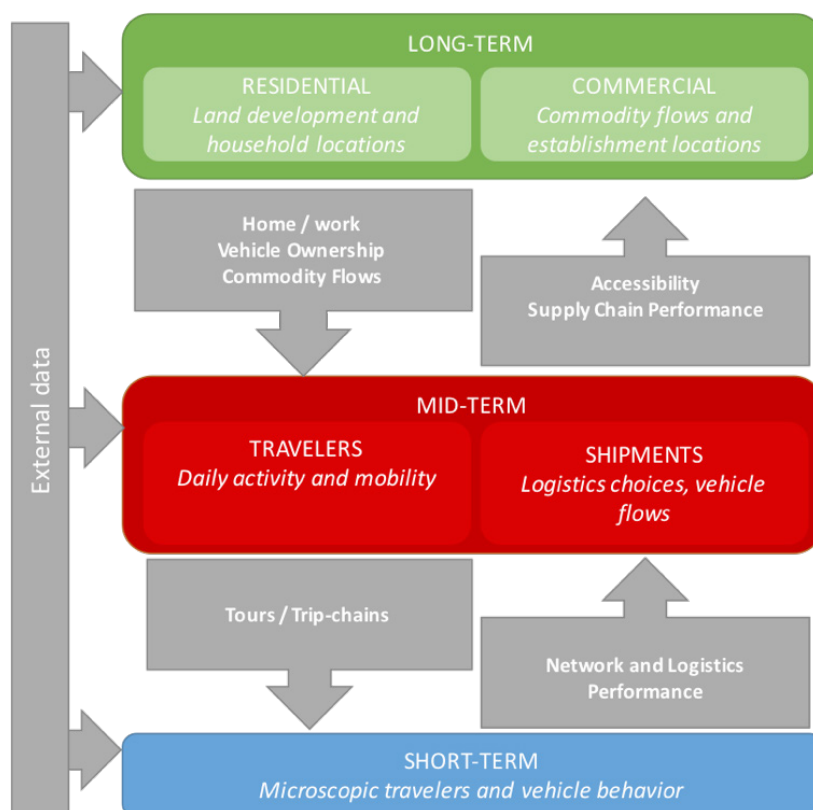 LONG-TERM
RESIDENTIAL
Land development and
household locations
COMMERCIAL
Commodity flows and
establishment locations
Home / work
Vehicle Ownership
Commodity Flows
Accessibility
Supply Chain Performance
External data
MID-TERM
TRAVELERS
Daily activity and mobility
SHIPMENTS
Logistics choices, vehicle
flows
Tours / Trip-chains
Network and Logistics
Performance
SHORT-TERM
Microscopic travelers and vehicle behavior